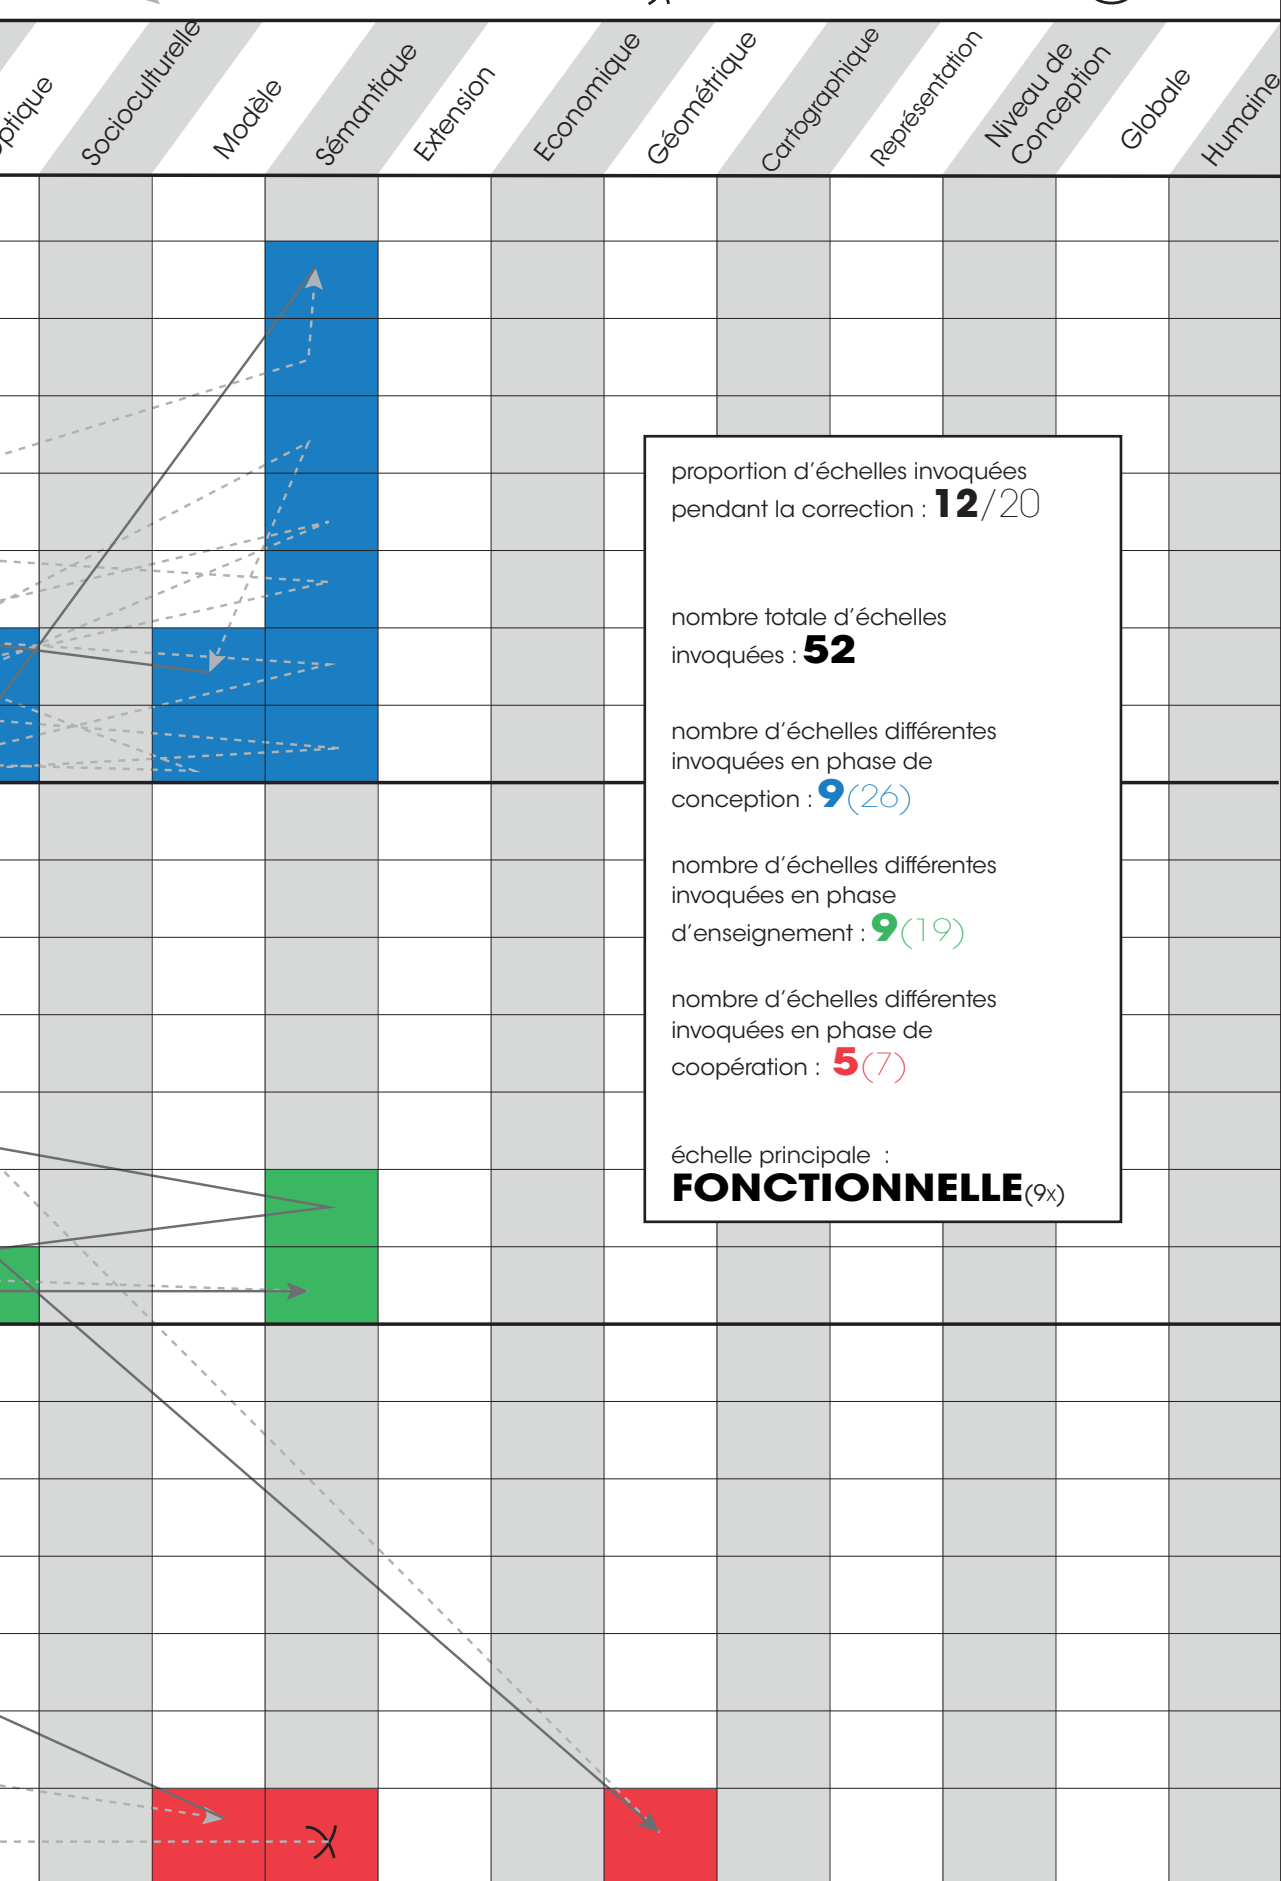 Socioculturelle
Modèle
Sémantique
Extension
Economique
Géométrique
Cartographique
Représentation
Niveau de
Conception
Globale
Humaine
proportion d'échelles invoquées
pendant la correction : 12/20
nombre totale d'échelles
invoquées : 52
nombre d'échelles différentes
invoquées en phase de
conception : 9(26)
nombre d'échelles différentes
invoquées en phase
d'enseignement : 9(19)
nombre d'échelles différentes
invoquées en phase de
coopération : 5(7)
échelle principale :
FONCTIONNELLE(9x)